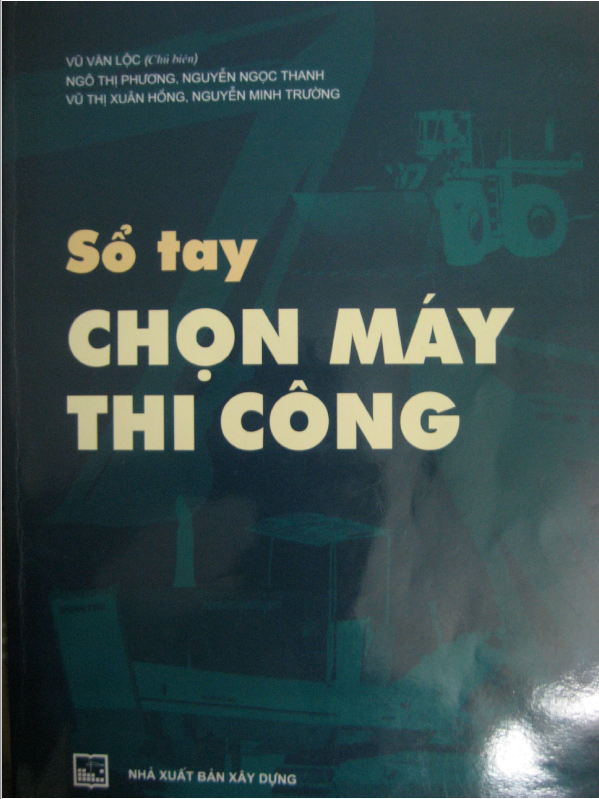 VŨ VĂN LỘC (Chủ biên)
NGÔ THỊ PHƯƠNG, NGUYỄN NGỌC THANH
VŨ THỊ XUÂN HỒNG, NGUYỄN MINH TRƯỜNG
Sổ tay
CHỌN MÁY
THI CÔNG
NHÀ XUẤT BẢN XÂY DỰNG